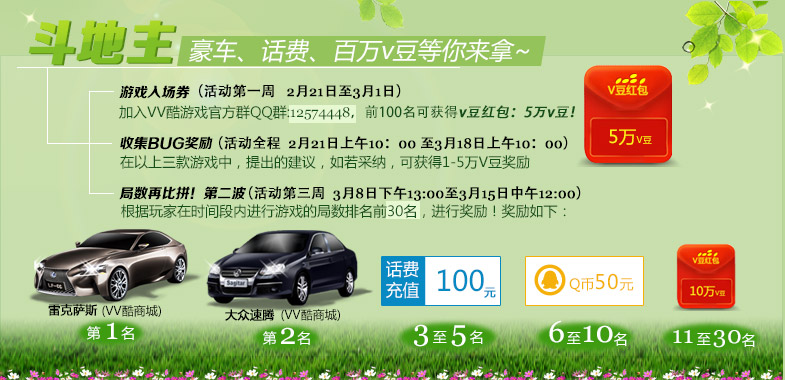 斗地主
豪车、话费、百万v豆等你来拿~
游戏入场券（活动第一周 2月21日至3月1日）
加入VV酷游戏官方群QQ群:12574448，前100名可获得v豆红包：5万v豆！
V豆红包
5万V豆
收集BUG奖励（活动全程 2月21日上午10：00 至3月18日上午10：00）
在以上三款游戏中，提出的建议，如若采纳，可获得1-5万V豆奖励
局数再比拼！第二波（活动第三周 3月8日下午13:00至3月15日中午12:00）
根据玩家在时间段内进行游戏的局数排名前30名，进行奖励！奖励如下：
LF-CC
Sagitar
雷克萨斯 (VV酷商城)
第1名
大众速腾 (VV酷商城)
第2名
话费充值 100元
3至5名
Q币50元
6至10名
V豆红包
10万V豆
11至30名